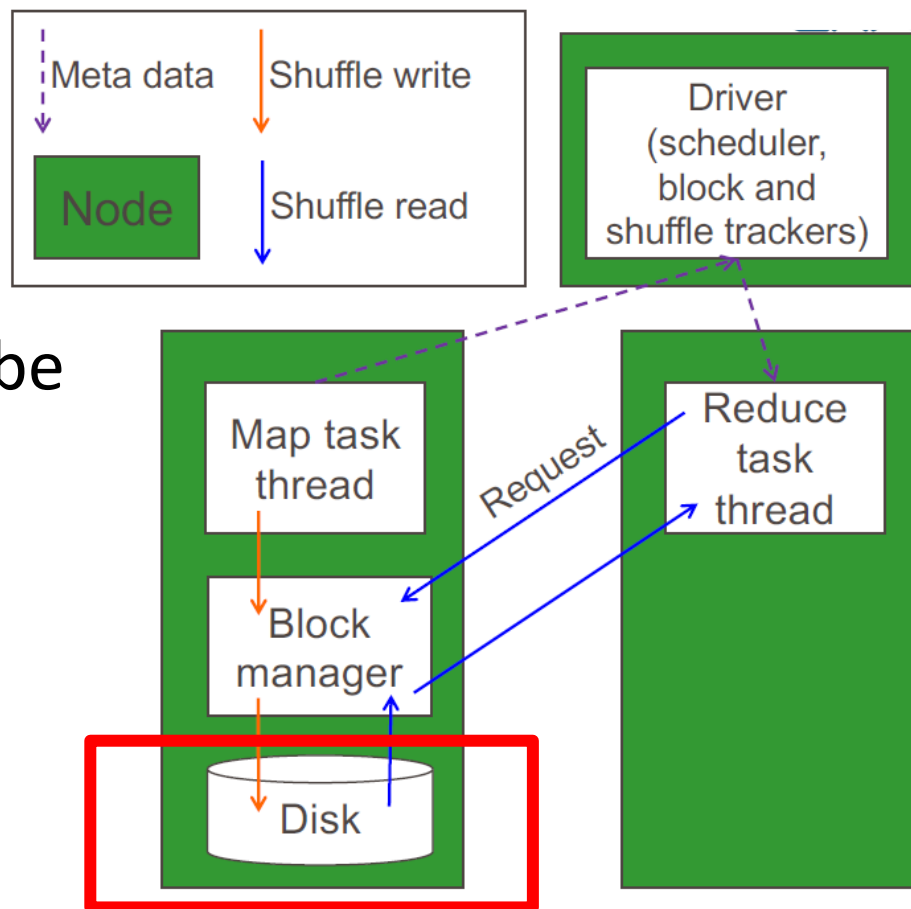 Meta data
Shuffle write
Node
Shuffle read
Driver
(scheduler,
block and
shuffle trackers)
be
Map task
thread
Request
Reduce
task
thread
Block
manager
Disk